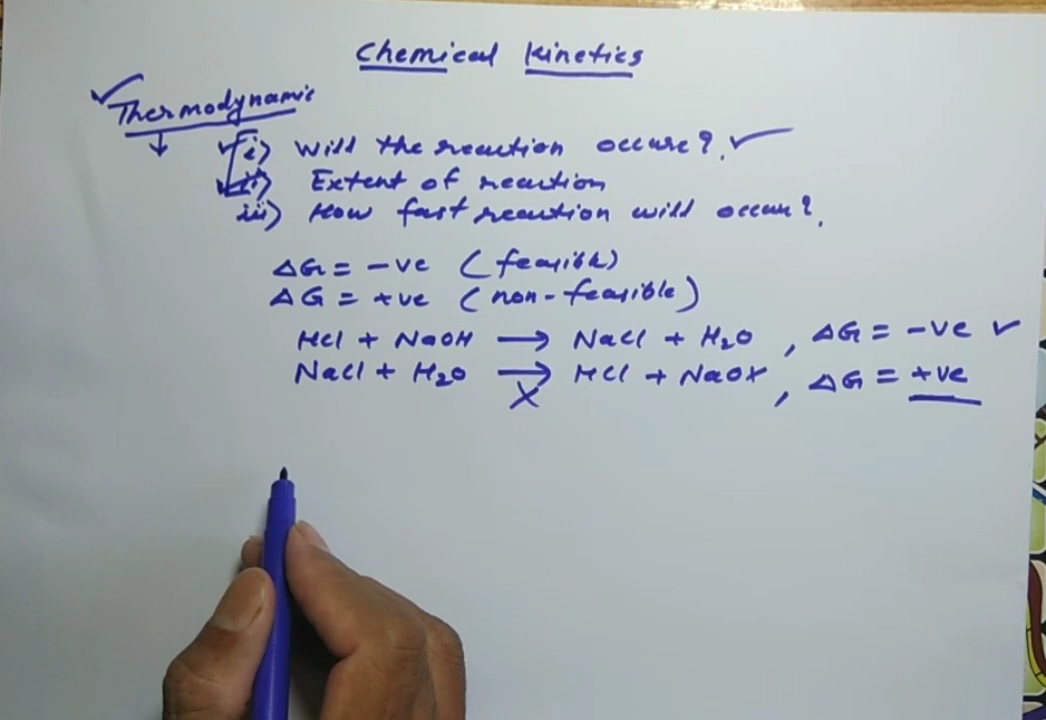 Chemical Kinetics
Thermodynamic
i) Will the reaction occure?
ii) Extent of reaction
iii) How fast reaction will occur?
ΔG = -ve (feasible)
ΔG = +ve (non-feasible)
HCl + NaOH → NaCl + H₂O , ΔG = -ve ✓
NaCl + H₂O → HCl + NaOH , ΔG = +ve
X